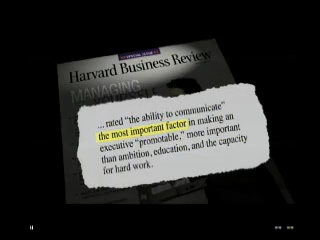 SPECIAL ISSUE
Harvard Business Review
MANAGING
... rated “the ability to communicate”
the most important factor in making an
executive “promotable,” more important
than ambition, education, and the capacity
for hard work.